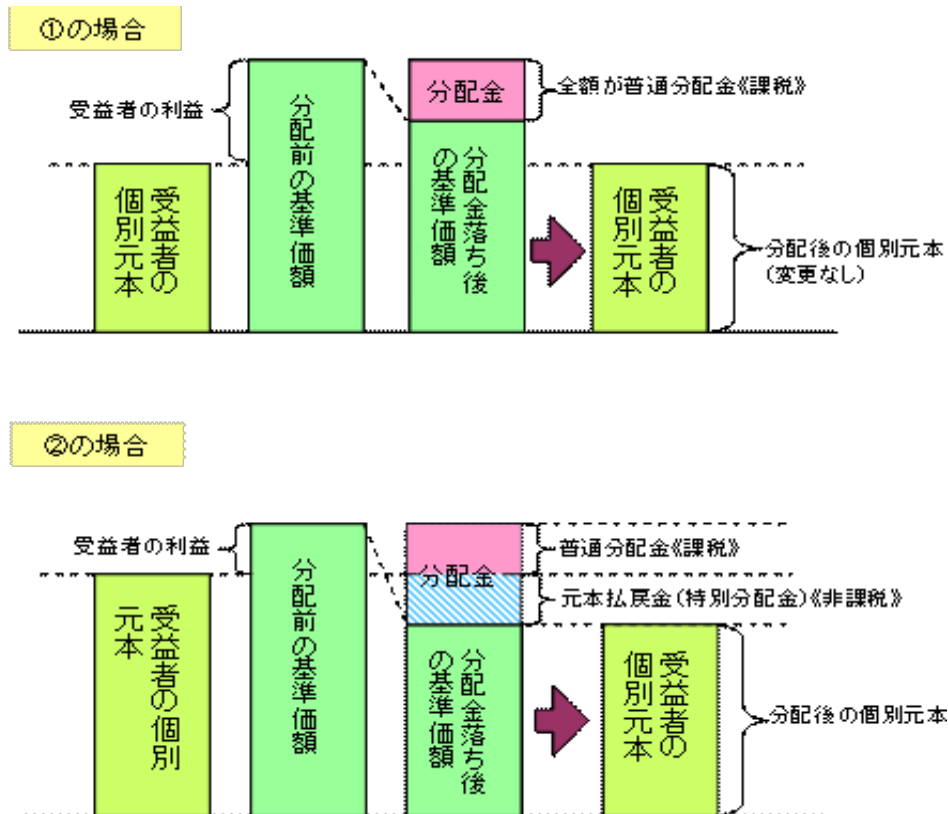 ①の場合
受益者の利益
分配金
全額が普通分配金《課税》
受益者の
個別元本
分配前の基準価額
分配金落ち後
の基準価額
受益者の
個別元本
分配後の個別元本
(変更なし)
②の場合
受益者の利益
分配金
普通分配金《課税》
元本払戻金(特別分配金)《非課税》
受益者の個別
元本
分配前の基準価額
分配金落ち後
の基準価額
受益者の
個別元本
分配後の個別元本